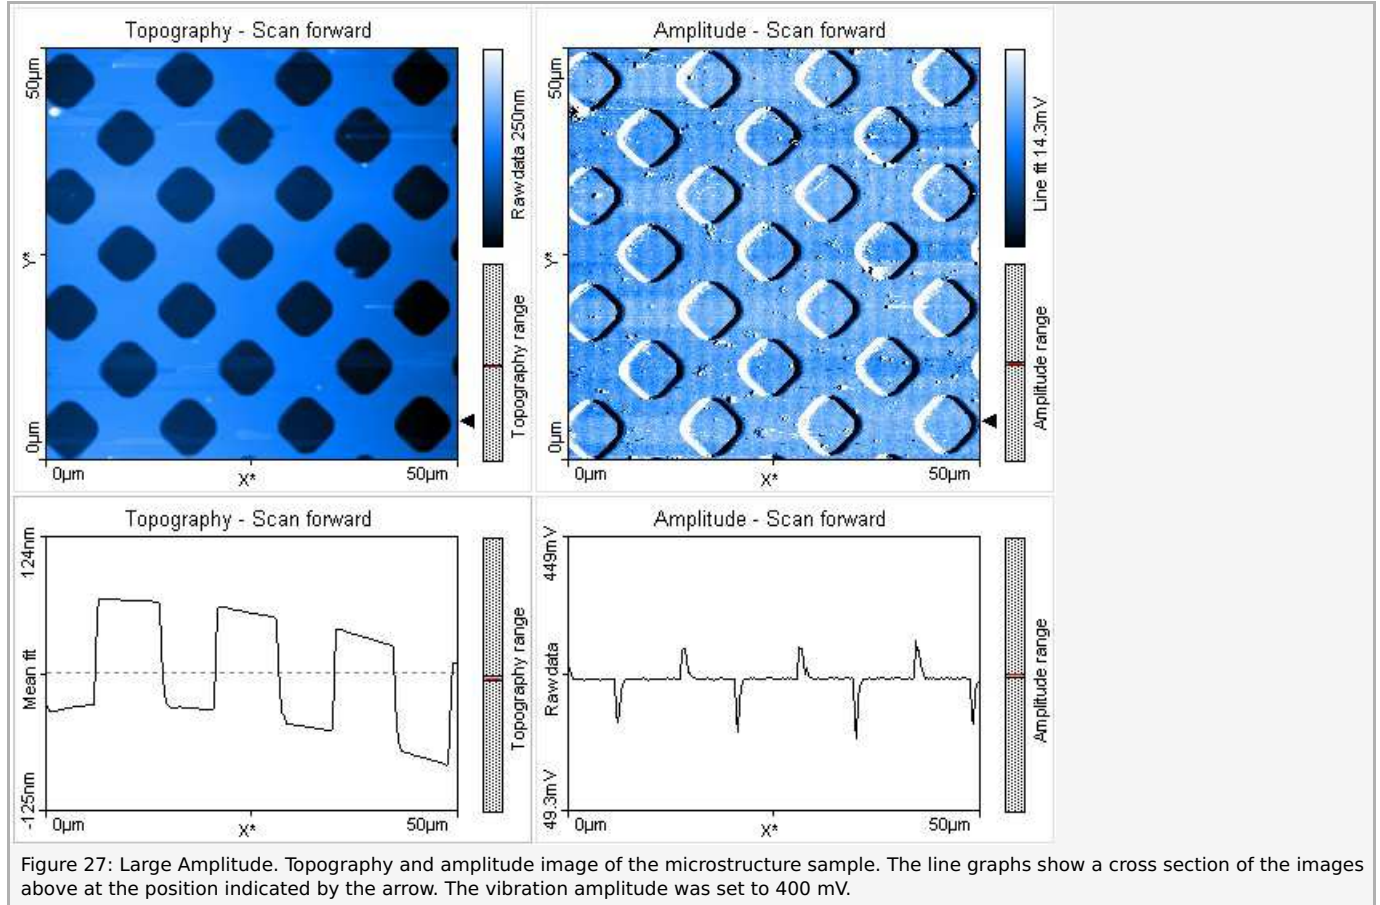 Topography - Scan forward
50µm
Y*
0µm
0µm
X*
50µm
Rawdata 250nm
Topography range
Amplitude - Scan forward
50µm
Y*
0µm
0µm
X*
50µm
Line fit 14.3mV
Amplitude range
Topography - Scan forward
124nm
Mean fit
-125nm
0µm
X*
50µm
Topography range
Amplitude - Scan forward
449mV
Rawdata
49.3mV
0µm
X*
50µm
Amplitude range
Figure 27: Large Amplitude. Topography and amplitude image of the microstructure sample. The line graphs show a cross section of the images
above at the position indicated by the arrow. The vibration amplitude was set to 400 mV.